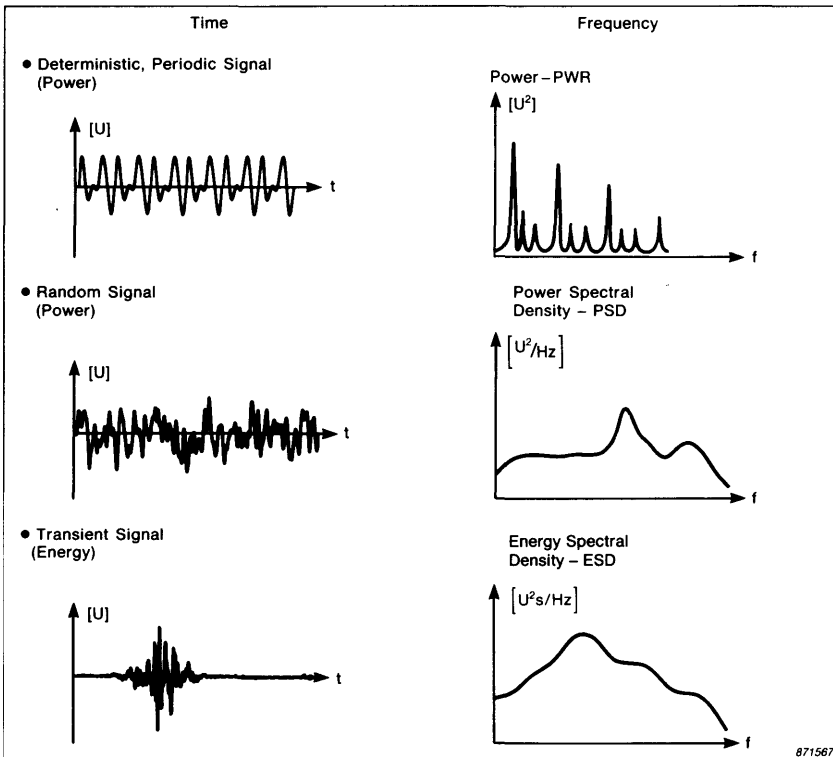 Time
Frequency
● Deterministic, Periodic Signal
(Power)
[U]
t
Power – PWR
[U²]
f
● Random Signal
(Power)
[U]
t
Power Spectral
Density – PSD
[U²/Hz]
f
● Transient Signal
(Energy)
[U]
t
Energy Spectral
Density – ESD
[U²s/Hz]
f
871567